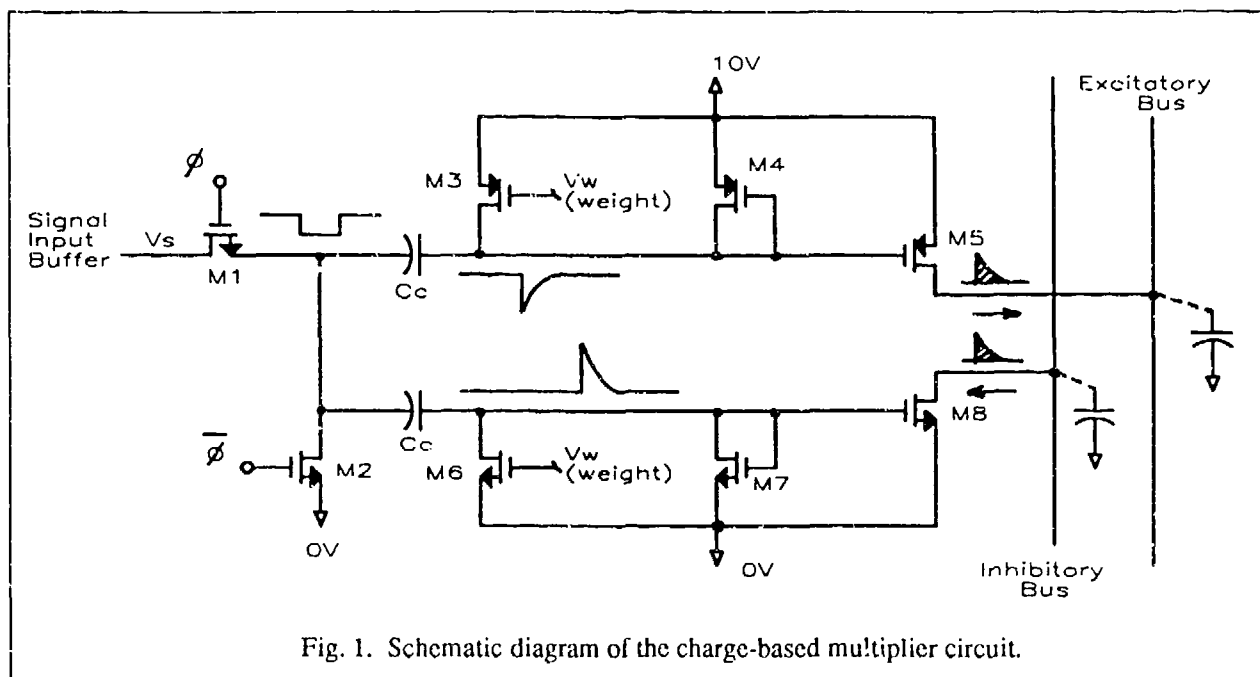 10V
Excitatory
Bus
ϕ
M3
Vw
(weight)
M4
Signal
Input
Buffer
Vs
M1
Cc
M5
ϕ̅
M2
0V
Cc
M6
Vw
(weight)
M7
M8
0V
Inhibitory
Bus
Fig. 1. Schematic diagram of the charge-based multiplier circuit.